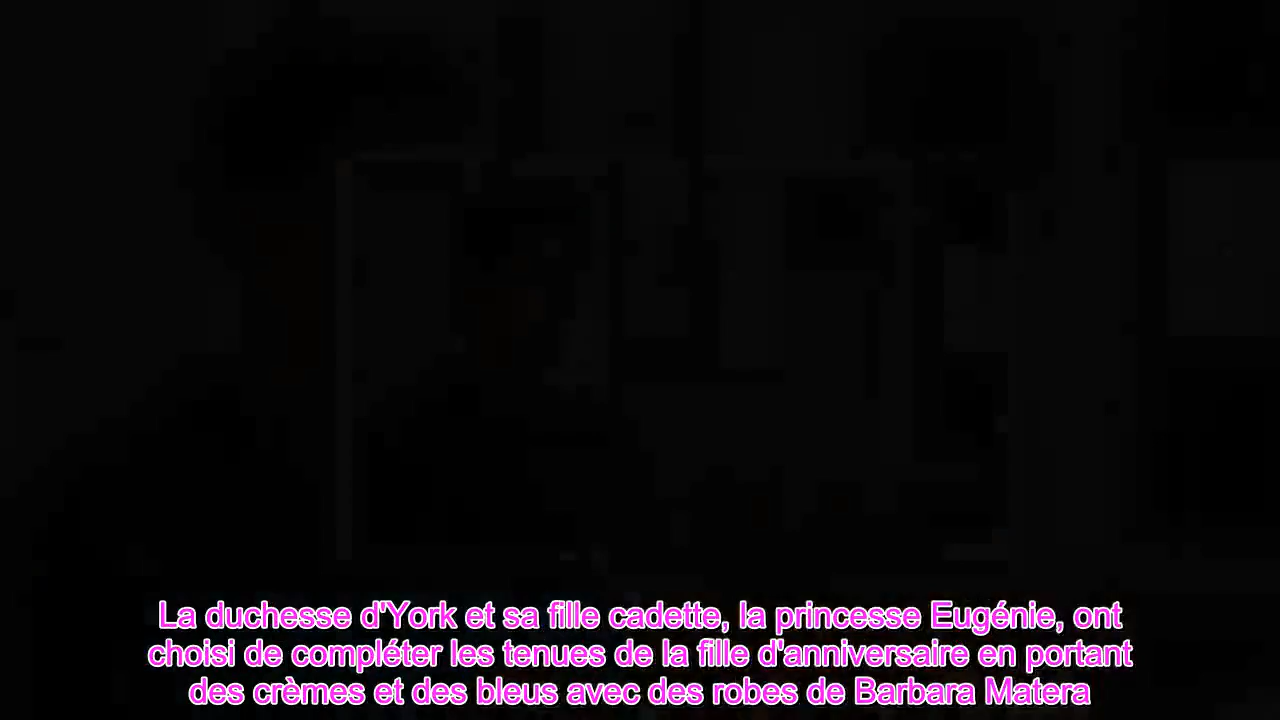 La duchesse d'York et sa fille cadette, la princesse Eugénie, ont
choisi de compléter les tenues de la fille d'anniversaire en portant
des crèmes et des bleus avec des robes de Barbara Matera